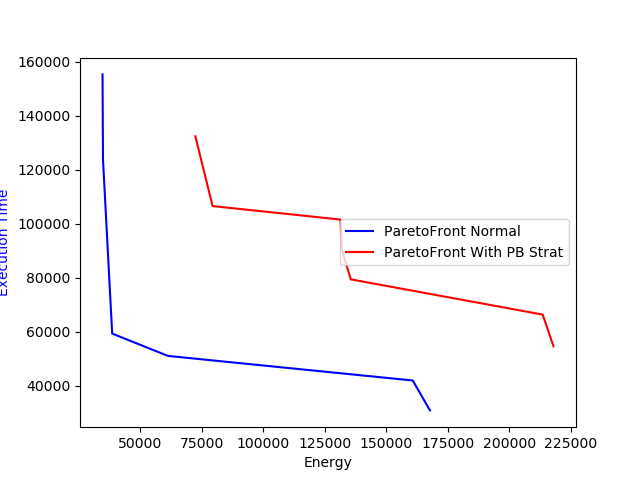 160000
140000
120000
100000
80000
60000
40000
Execution Time
ParetoFront Normal
ParetoFront With PB Strat
50000 75000 100000 125000 150000 175000 200000 225000
Energy